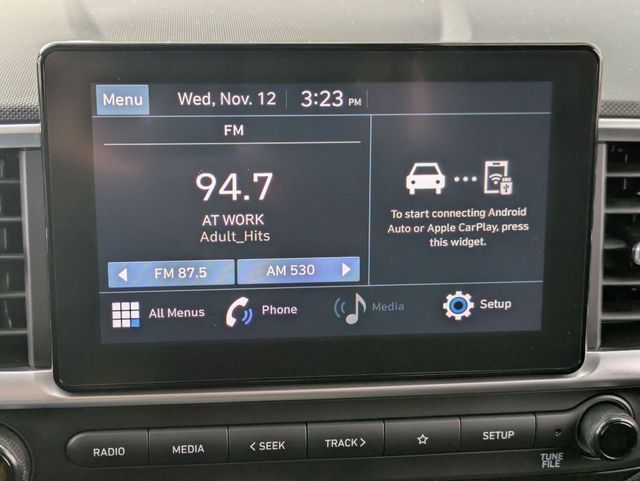 Menu
Wed, Nov. 12
3:23 PM
FM
94.7
AT WORK
Adult_Hits
FM 87.5
AM 530
To start connecting Android
Auto or Apple CarPlay, press
this widget.
All Menus
Phone
Media
Setup
RADIO
MEDIA
< SEEK
TRACK >
SETUP
TUNE
FILE